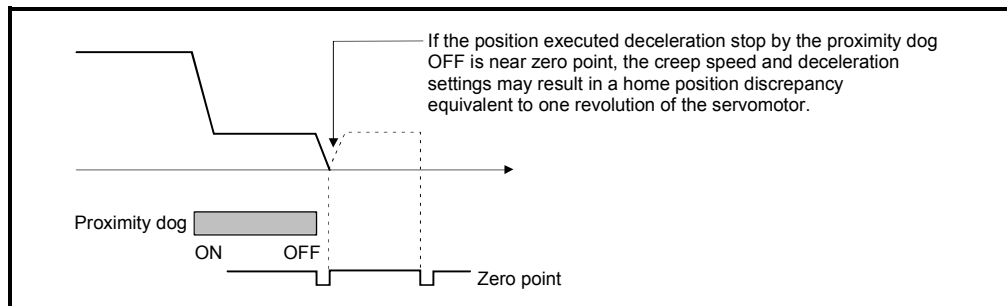 If the position executed deceleration stop by the proximity dog
OFF is near zero point, the creep speed and deceleration
settings may result in a home position discrepancy
equivalent to one revolution of the servomotor.
Proximity dog
ON OFF
Zero point